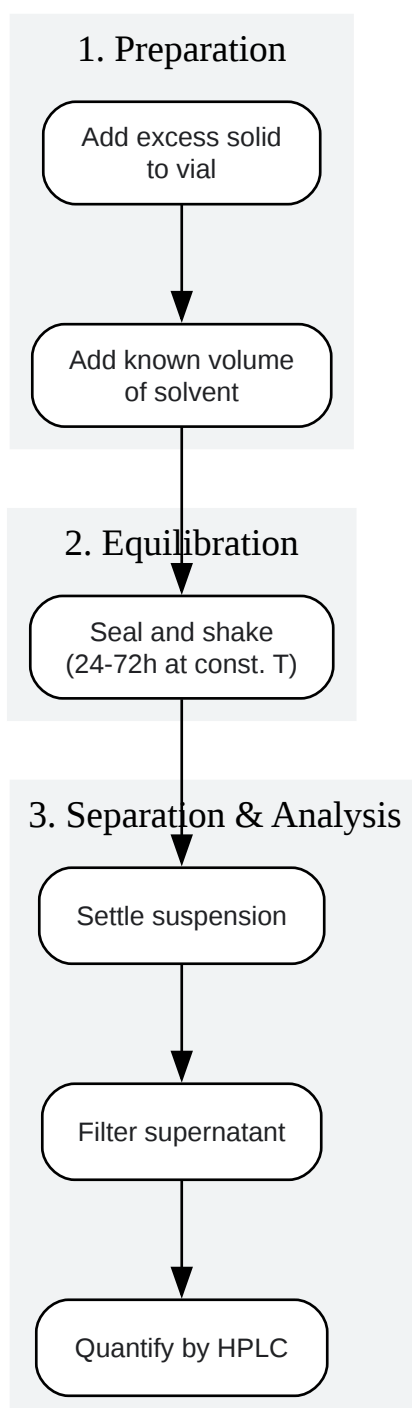 1. Preparation
Add excess solid
to vial
Add known volume
of solvent
2. Equilibration
Seal and shake
(24-72h at const. T)
3. Separation & Analysis
Settle suspension
Filter supernatant
Quantify by HPLC